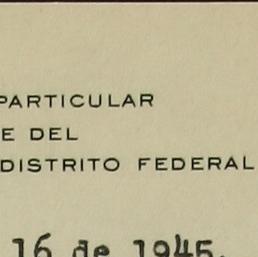 PARTICULAR
E DEL
DISTRITO FEDERAL
16 de 1945.